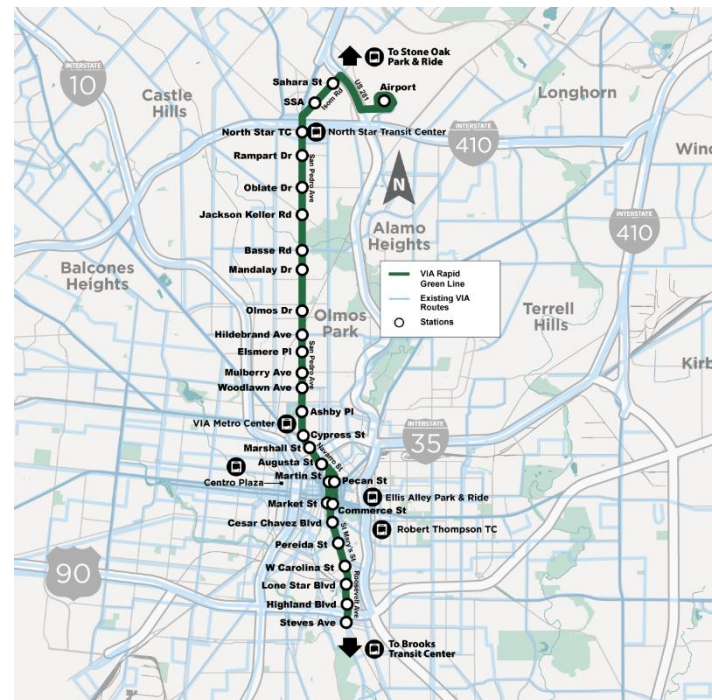 To Stone Oak
Park & Ride
INTERSTATE
10
Sahara St
US 281
Airport
Castle
Hills
SSA
Isom Rd
Longhorn
North Star TC
North Star Transit Center
INTERSTATE
410
Rampart Dr
San Pedro Ave
Oblate Dr
N
Jackson Keller Rd
Alamo
Heights
INTERSTATE
410
Basse Rd
Balcones
Heights
Mandalay Dr
VIA Rapid
Green Line
Existing VIA
Routes
Stations
Olmos Dr
Olmos
Park
Terrell
Hills
Hildebrand Ave
Elsmere Pl
San Pedro Ave
Mulberry Ave
Woodlawn Ave
Kirb
Ashby Pl
VIA Metro Center
Cypress St
INTERSTATE
35
Marshall St
Navarro St
Augusta St
Martin St
Pecan St
Centro Plaza
Ellis Alley Park & Ride
Market St
Commerce St
Cesar Chavez Blvd
Robert Thompson TC
St Mary's St
Pereida St
90
W Carolina St
Lone Star Blvd
Roosevelt Ave
Highland Blvd
Steves Ave
To Brooks
Transit Center